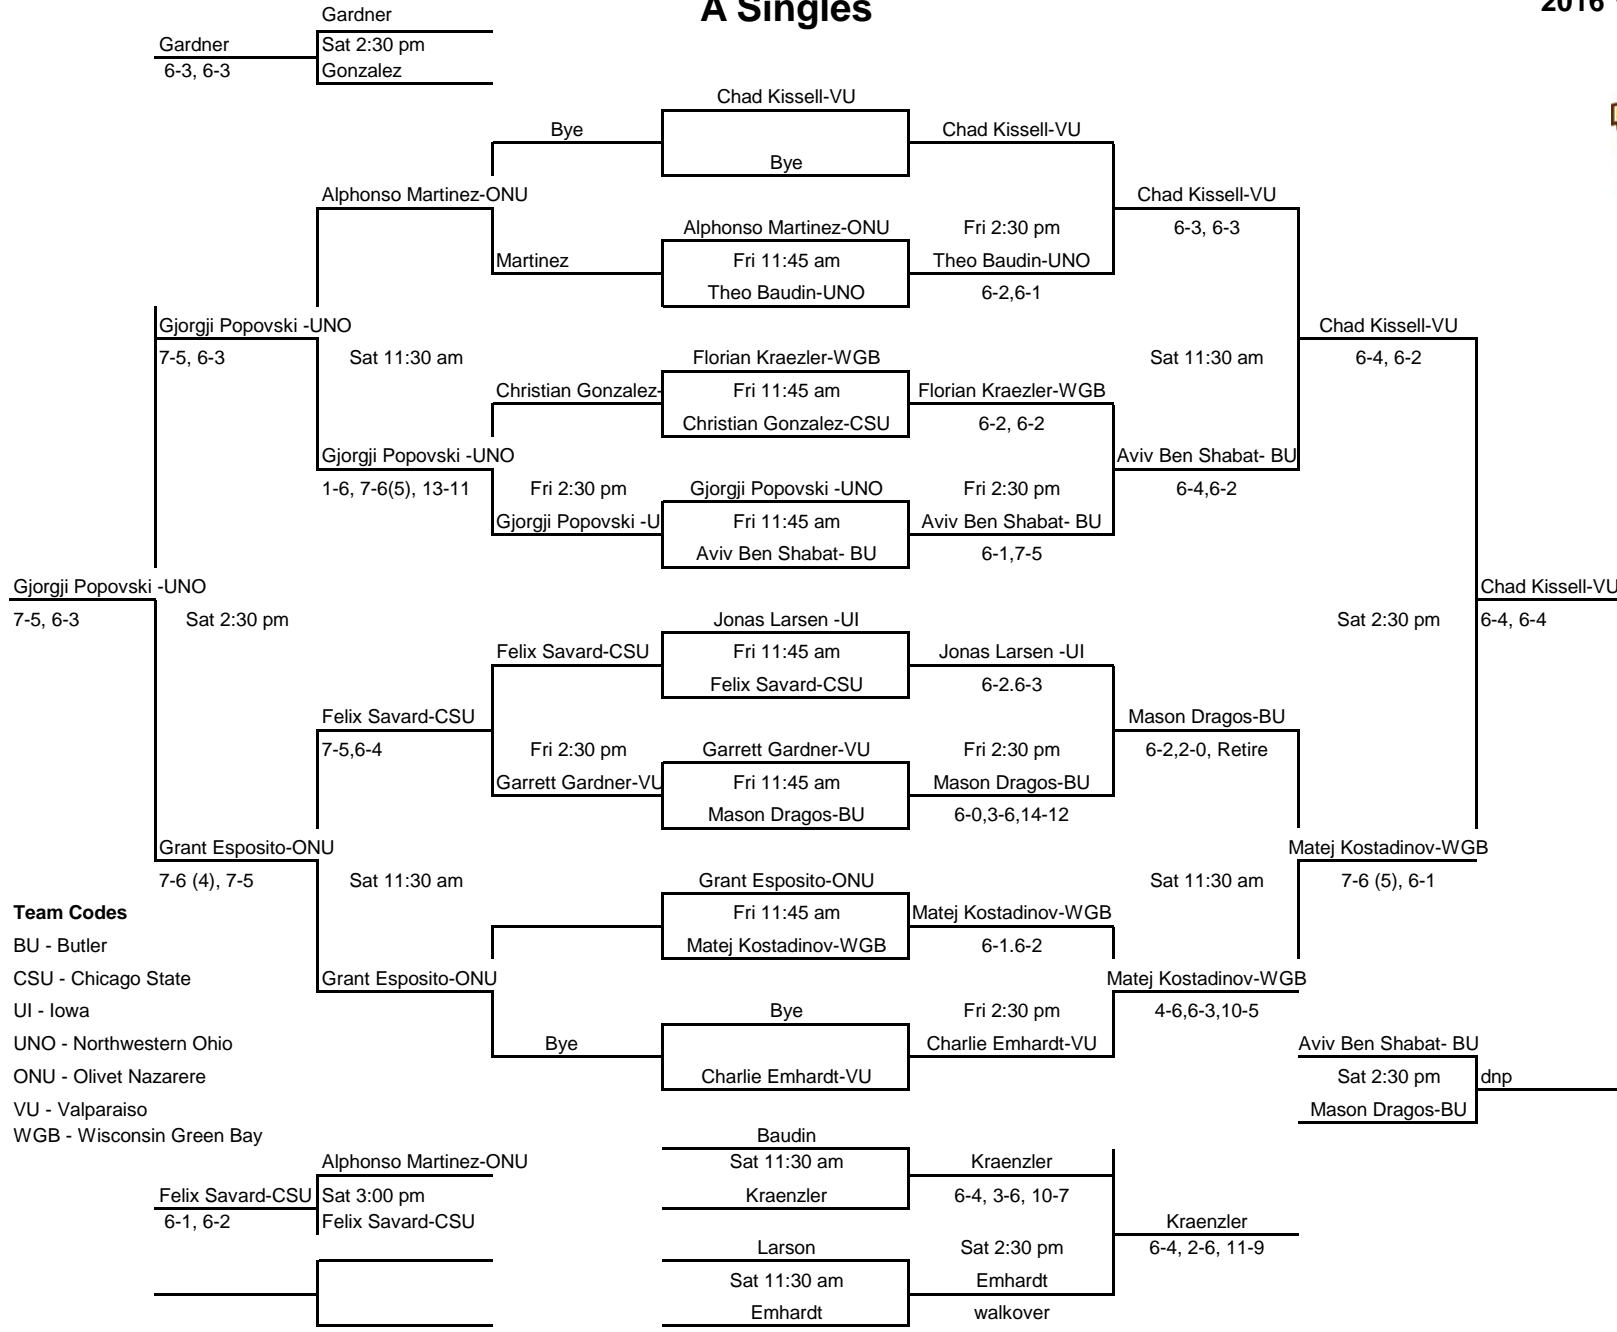 A Singles
2016
Gardner
Gardner
Sat 2:30 pm
6-3, 6-3
Gonzalez
Chad Kissell-VU
Bye
Chad Kissell-VU
Bye
Alphonso Martinez-ONU
Chad Kissell-VU
Alphonso Martinez-ONU
Fri 2:30 pm
6-3, 6-3
Martinez
Fri 11:45 am
Theo Baudin-UNO
Theo Baudin-UNO
6-2,6-1
Gjorgji Popovski -UNO
Chad Kissell-VU
7-5, 6-3
Sat 11:30 am
Florian Kraezler-WGB
Sat 11:30 am
6-4, 6-2
Christian Gonzalez-
Fri 11:45 am
Florian Kraezler-WGB
Christian Gonzalez-CSU
6-2, 6-2
Gjorgji Popovski -UNO
Aviv Ben Shabat- BU
1-6, 7-6(5), 13-11
Fri 2:30 pm
Gjorgji Popovski -UNO
Fri 2:30 pm
6-4,6-2
Gjorgji Popovski -U
Fri 11:45 am
Aviv Ben Shabat- BU
Aviv Ben Shabat- BU
6-1,7-5
Gjorgji Popovski -UNO
Chad Kissell-VU
7-5, 6-3
Sat 2:30 pm
Jonas Larsen -UI
Sat 2:30 pm
6-4, 6-4
Felix Savard-CSU
Fri 11:45 am
Jonas Larsen -UI
Felix Savard-CSU
6-2.6-3
Felix Savard-CSU
Mason Dragos-BU
7-5,6-4
Fri 2:30 pm
Garrett Gardner-VU
Fri 2:30 pm
6-2,2-0, Retire
Garrett Gardner-VU
Fri 11:45 am
Mason Dragos-BU
Mason Dragos-BU
6-0,3-6,14-12
Grant Esposito-ONU
Matej Kostadinov-WGB
7-6 (4), 7-5
Sat 11:30 am
Grant Esposito-ONU
Sat 11:30 am
7-6 (5), 6-1
Team Codes
Fri 11:45 am
Matej Kostadinov-WGB
BU - Butler
Matej Kostadinov-WGB
6-1.6-2
CSU - Chicago State
Grant Esposito-ONU
Matej Kostadinov-WGB
UI - Iowa
Bye
Fri 2:30 pm
4-6,6-3,10-5
UNO - Northwestern Ohio
Bye
Charlie Emhardt-VU
Aviv Ben Shabat- BU
ONU - Olivet Nazarere
Charlie Emhardt-VU
Sat 2:30 pm
dnp
VU - Valparaiso
Mason Dragos-BU
WGB - Wisconsin Green Bay
Baudin
Alphonso Martinez-ONU
Sat 11:30 am
Kraenzler
Felix Savard-CSU
Sat 3:00 pm
Kraenzler
6-4, 3-6, 10-7
6-1, 6-2
Felix Savard-CSU
Kraenzler
Larson
Sat 2:30 pm
6-4, 2-6, 11-9
Sat 11:30 am
Emhardt
Emhardt
walkover